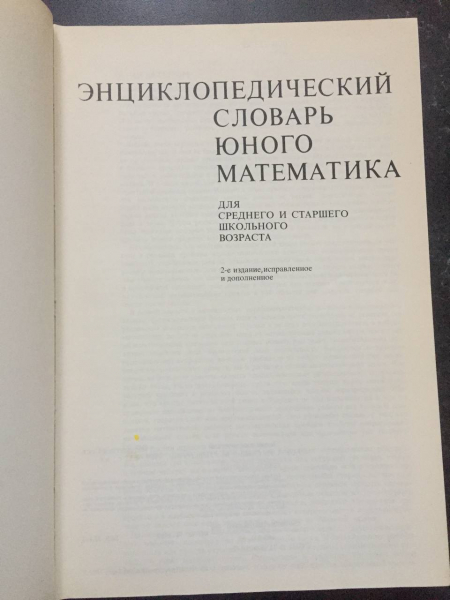 ЭНЦИКЛОПЕДИЧЕСКИЙ
СЛОВАРЬ
ЮНОГО
МАТЕМАТИКА
ДЛЯ
СРЕДНЕГО И СТАРШЕГО
ШКОЛЬНОГО
ВОЗРАСТА
2-е издание, исправленное
и дополненное